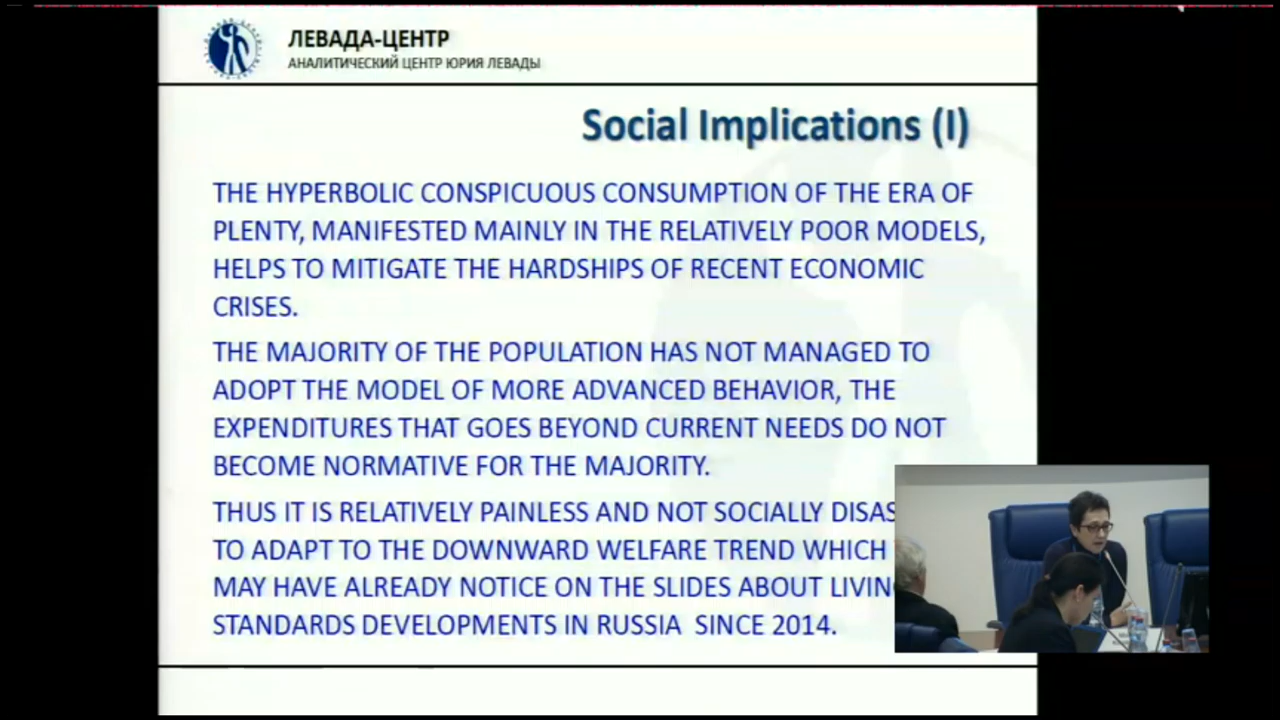 ЛЕВАДА-ЦЕНТР
АНАЛИТИЧЕСКИЙ ЦЕНТР ЮРИЯ ЛЕВАДЫ
Social Implications (I)
THE HYPERBOLIC CONSPICUOUS CONSUMPTION OF THE ERA OF
PLENTY, MANIFESTED MAINLY IN THE RELATIVELY POOR MODELS,
HELPS TO MITIGATE THE HARDSHIPS OF RECENT ECONOMIC
CRISES.
THE MAJORITY OF THE POPULATION HAS NOT MANAGED TO
ADOPT THE MODEL OF MORE ADVANCED BEHAVIOR, THE
EXPENDITURES THAT GOES BEYOND CURRENT NEEDS DO NOT
BECOME NORMATIVE FOR THE MAJORITY.
THUS IT IS RELATIVELY PAINLESS AND NOT SOCIALLY DISAS
TO ADAPT TO THE DOWNWARD WELFARE TREND WHICH
MAY HAVE ALREADY NOTICE ON THE SLIDES ABOUT LIVIN
STANDARDS DEVELOPMENTS IN RUSSIA SINCE 2014.